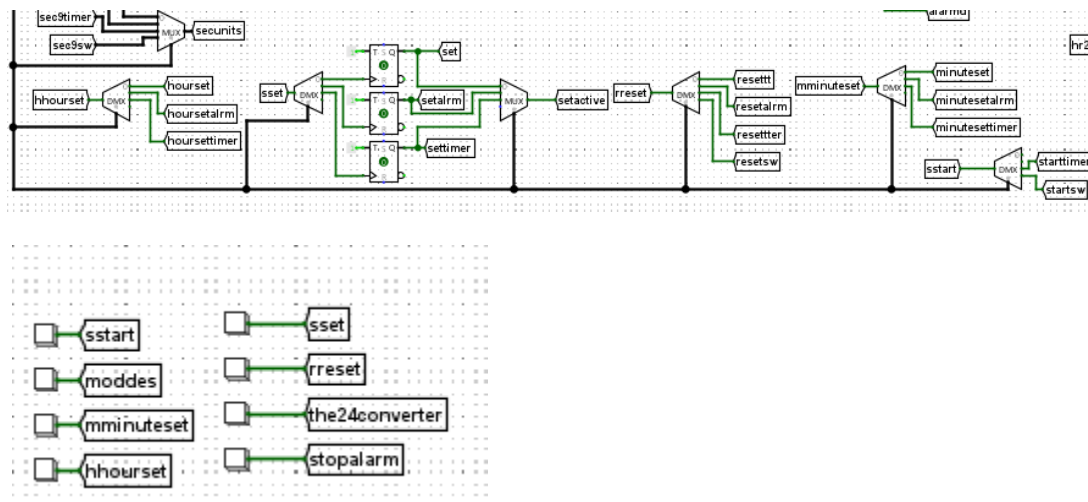 alarmu
sec9timer
MUX
secunits
sec9sw
hr2
T S Q
set
hhourset
DMX
hourset
hoursetalrm
hoursettimer
sset
DMX
T S Q
setalrm
MUX
setactive
T S Q
settimer
rreset
DMX
resettt
resetalrm
resettter
resetsw
mminuteset
DMX
minuteset
minutesetalrm
minutesettimer
sstart
DMX
starttimer
startsw
sstart
moddes
mminuteset
hhourset
sset
rreset
the24converter
stopalarm